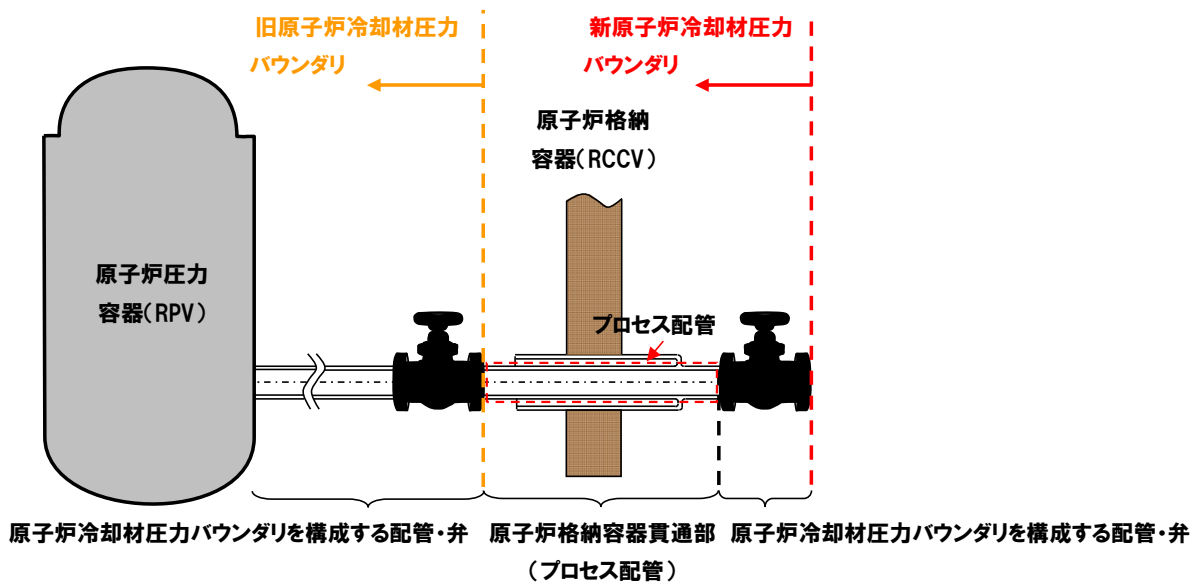 旧原子炉冷却材圧力
バウンダリ
新原子炉冷却材圧力
バウンダリ
原子炉格納
容器(RCCV)
原子炉圧力
容器(RPV)
プロセス配管
原子炉冷却材圧力バウンダリを構成する配管・弁
原子炉格納容器貫通部
(プロセス配管)
原子炉冷却材圧力バウンダリを構成する配管・弁